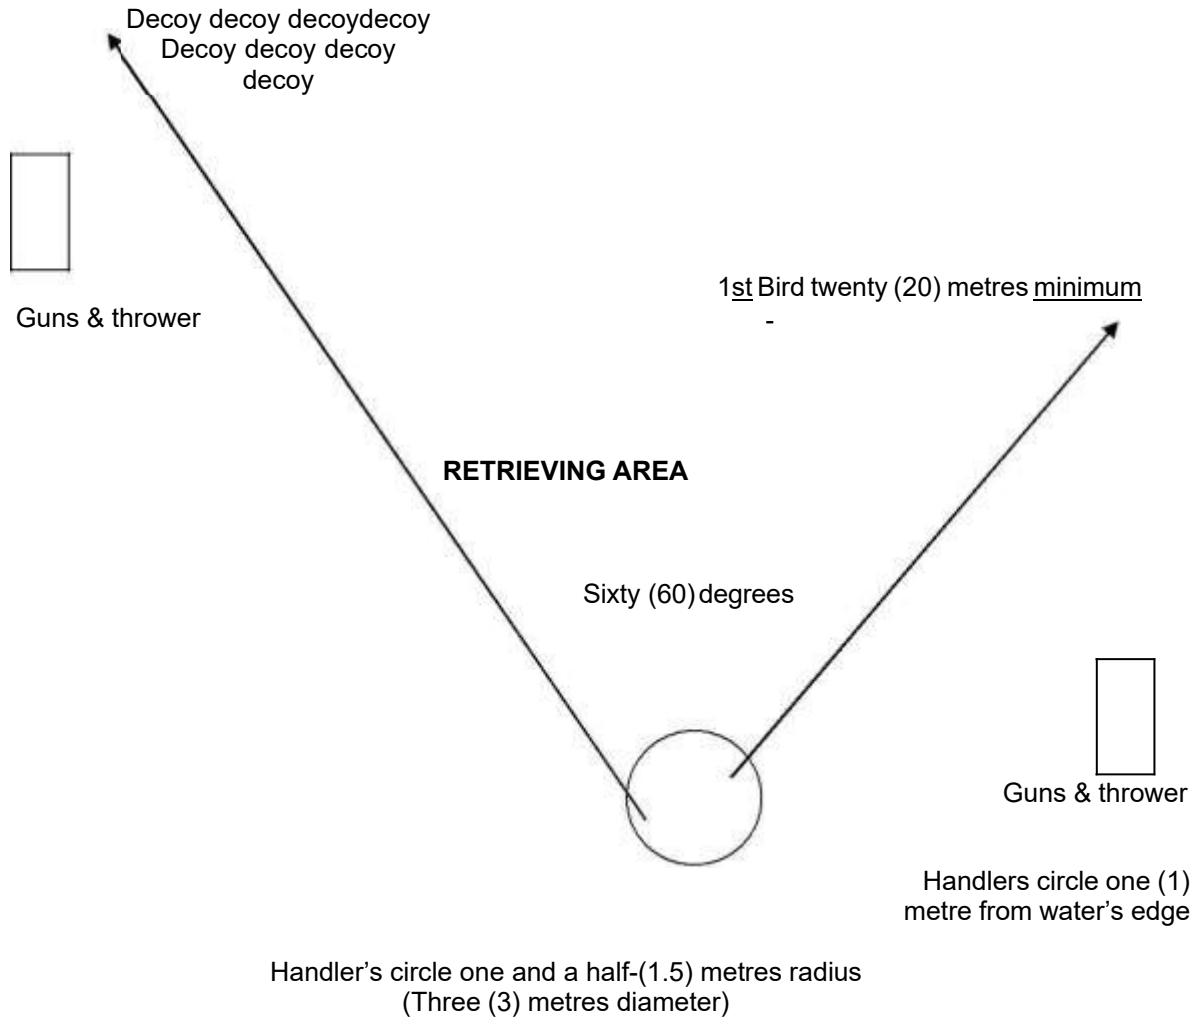 Decoy decoy decoydecoy
Decoy decoy decoy
decoy
1st Bird twenty (20) metres minimum
-
Guns & thrower
RETRIEVING AREA
Sixty (60) degrees
Guns & thrower
Handlers circle one (1)
metre from water’s edge
Handler’s circle one and a half-(1.5) metres radius
(Three (3) metres diameter)